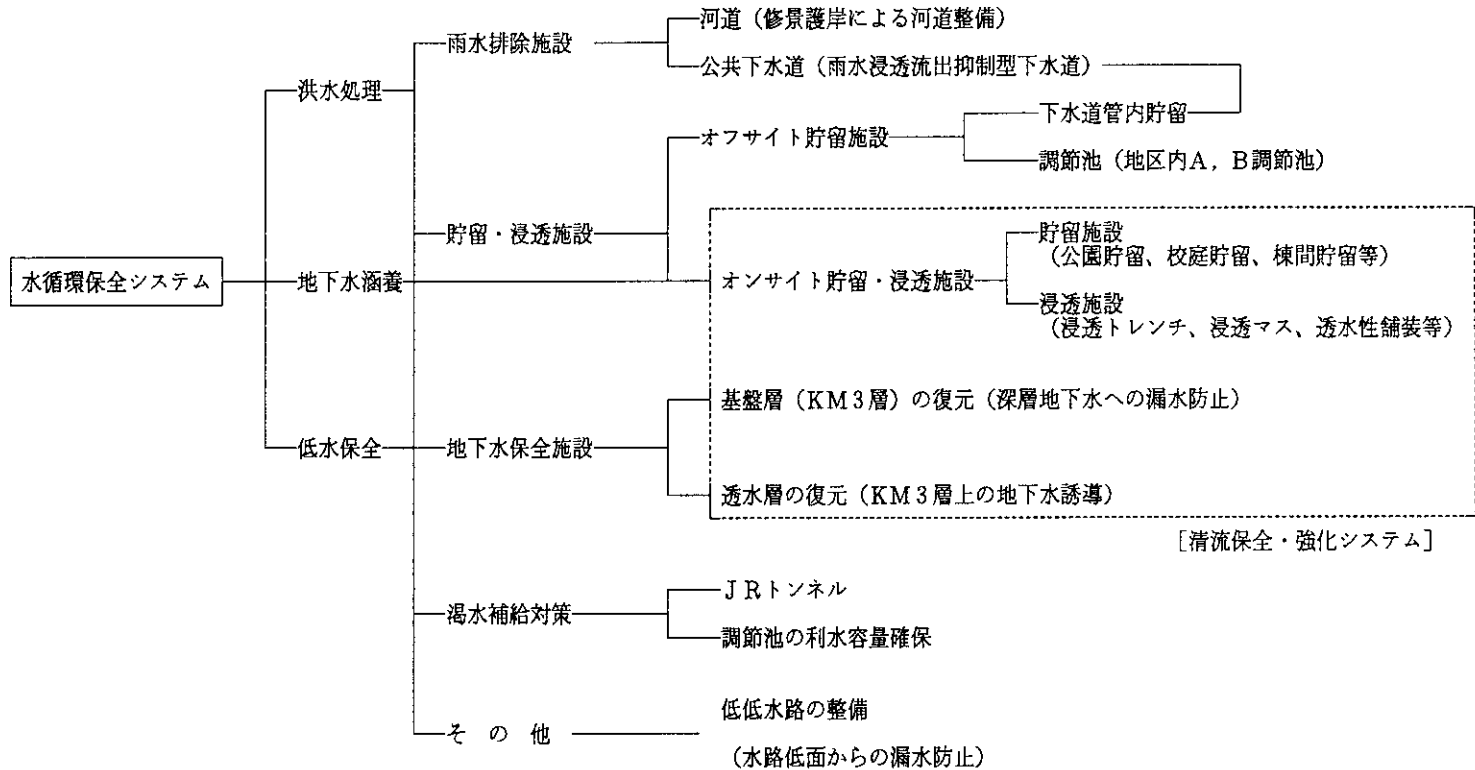 河道（修景護岸による河道整備）
雨水排除施設
公共下水道（雨水浸透流出抑制型下水道）
洪水処理
下水道管内貯留
オフサイト貯留施設
調節池（地区内A，B調節池）
貯留・浸透施設
貯留施設
（公園貯留、校庭貯留、棟間貯留等）
水循環保全システム
地下水涵養
オンサイト貯留・浸透施設
浸透施設
（浸透トレンチ、浸透マス、透水性舗装等）
基盤層（KM3層）の復元（深層地下水への漏水防止）
低水保全
地下水保全施設
透水層の復元（KM3層上の地下水誘導）
［清流保全・強化システム］
JRトンネル
渇水補給対策
調節池の利水容量確保
低低水路の整備
その他
（水路低面からの漏水防止）